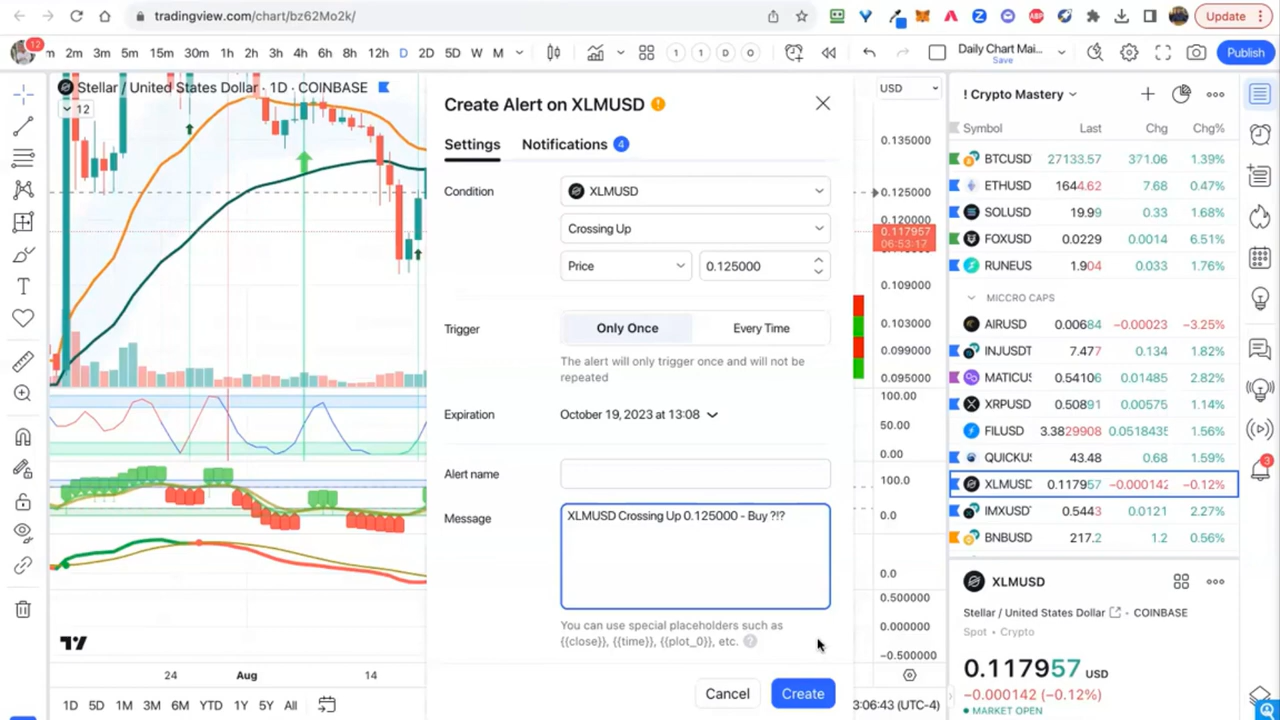 tradingview.com/chart/bz62Mo2k/
ABP
Update
12
2m 3m 5m 15m 30m 1h 2h 3h 4h 6h 8h 12h D 2D 5D W M
1 1 D O
Daily Chart Mai...
Save
Publish
Stellar / United States Dollar · 1D · COINBASE
12
24 Aug 14
1D 5D 1M 3M 6M YTD 1Y 5Y All
Create Alert on XLMUSD
Settings Notifications 4
Condition XLMUSD
Crossing Up
Price 0.125000
Trigger Only Once Every Time
The alert will only trigger once and will not be
repeated
Expiration October 19, 2023 at 13:08
Alert name
Message XLMUSD Crossing Up 0.125000 - Buy ?!?
You can use special placeholders such as
{{close}}, {{time}}, {{plot_0}}, etc.
Cancel Create
USD
0.135000
0.125000
0.120000
0.117957
06:53:17
0.109000
0.103000
0.099000
0.095000
100.00
50.00
0.00
100.0
0.0
0.0
0.500000
0.000000
-0.500000
3:06:43 (UTC-4)
! Crypto Mastery
Symbol Last Chg Chg%
BTCUSD 27133.57 371.06 1.39%
ETHUSD 1644.62 7.68 0.47%
SOLUSD 19.99 0.33 1.68%
FOXUSD 0.0229 0.0014 6.51%
RUNEUS 1.904 0.033 1.76%
MICCRO CAPS
AIRUSD 0.00684 −0.00023 −3.25%
INJUSDT 7.477 0.134 1.82%
MATICUS 0.54106 0.01485 2.82%
XRPUSD 0.50891 0.00575 1.14%
FILUSD 3.3829908 0.0518435 1.56%
QUICKUS 43.48 0.68 1.59%
XLMUSD 0.117957 −0.000142 −0.12%
IMXUSDT 0.5443 0.0121 2.27%
BNBUSD 217.2 1.2 0.56%
XLMUSD
Stellar / United States Dollar · COINBASE
Spot · Crypto
0.117957 USD
−0.000142 (−0.12%)
MARKET OPEN
3